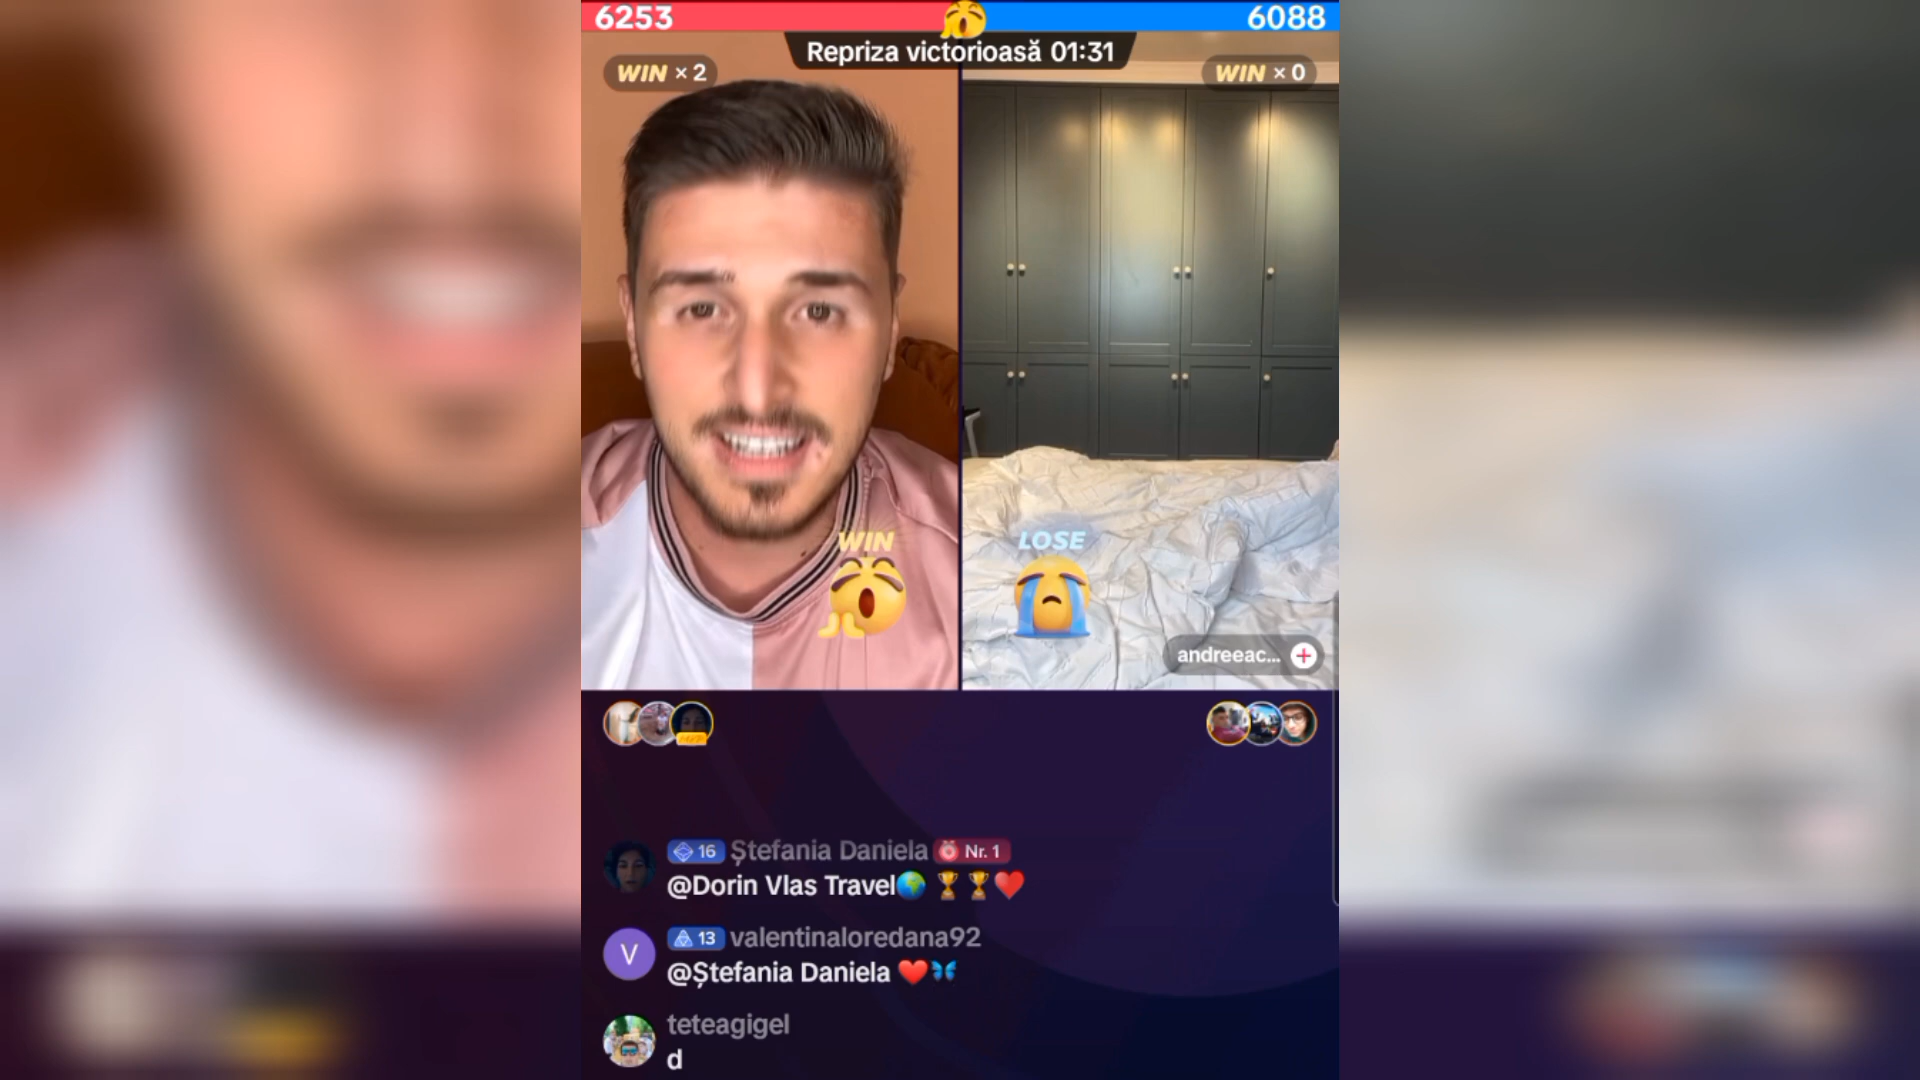 6253
6088
Repriza victorioasă 01:31
WIN × 2
WIN × 0
WIN
LOSE
andreeac...
16 Ștefania Daniela Nr. 1
@Dorin Vlas Travel🌍 🏆🏆❤️
V
13 valentinaloredana92
@Ștefania Daniela ❤️🦋
teteagigel
d